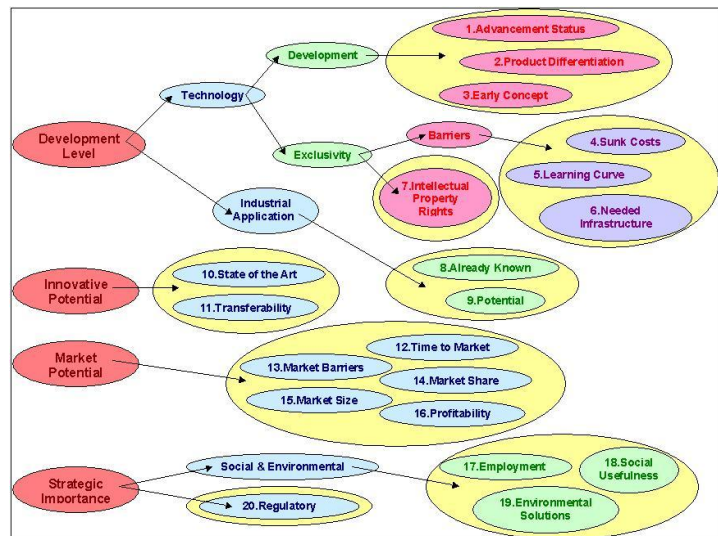 1.Advancement Status
Development
2.Product Differentiation
Technology
3.Early Concept
Development
Level
Exclusivity
Barriers
4.Sunk Costs
5.Learning Curve
7.Intellectual
Property
Rights
Industrial
Application
6.Needed
Infrastructure
8.Already Known
9.Potential
Innovative
Potential
10.State of the Art
11.Transferability
Market
Potential
12.Time to Market
13.Market Barriers
14.Market Share
15.Market Size
16.Profitability
Strategic
Importance
Social & Environmental
17.Employment
18.Social
Usefulness
19.Environmental
Solutions
20.Regulatory